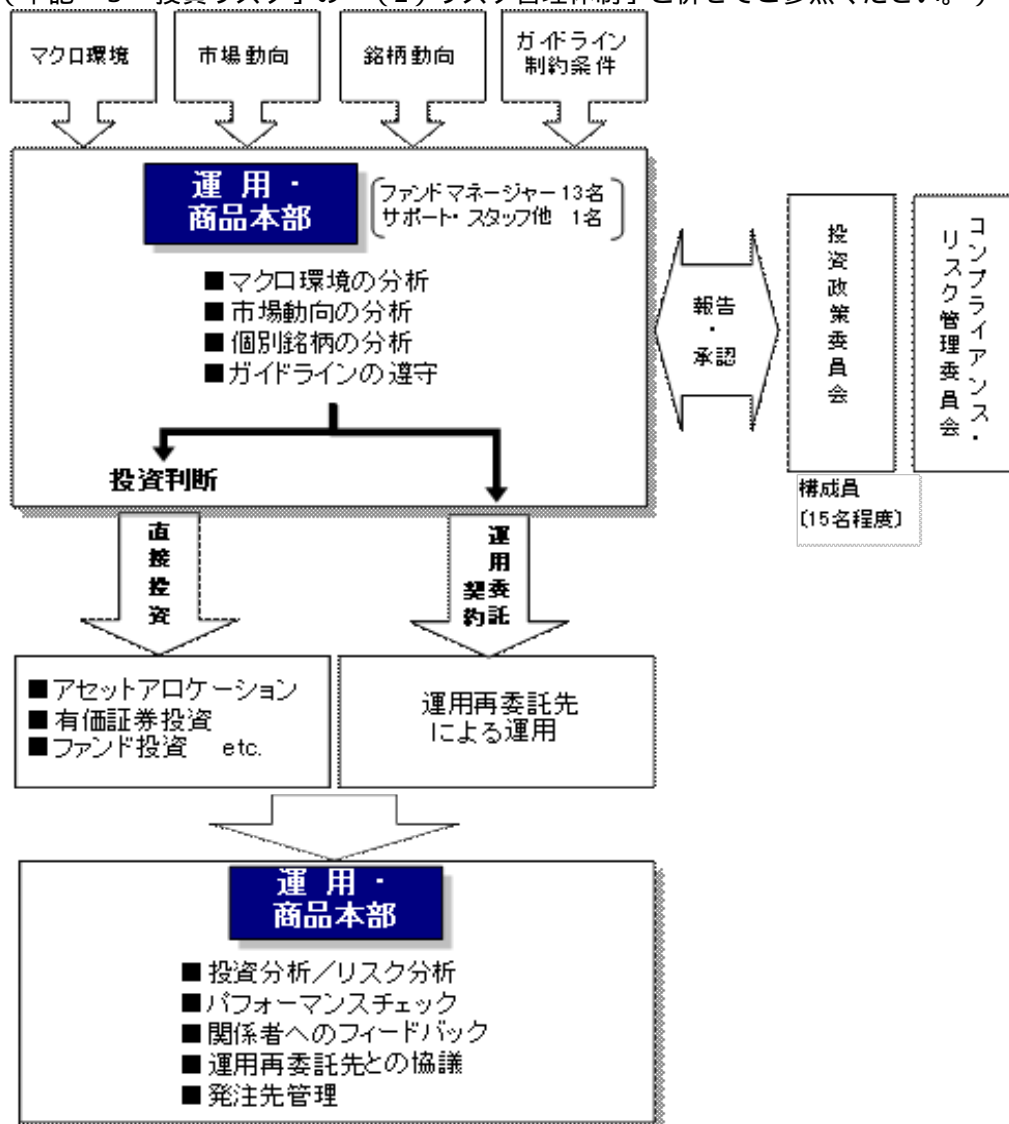 マクロ環境
市場動向
銘柄動向
ガイドライン
制約条件
運 用 ・
商品本部
ファンドマネージャー 13名
サポート・スタッフ他 1名
■マクロ環境の分析
■市場動向の分析
■個別銘柄の分析
■ガイドラインの遵守
投資判断
報告
・
承認
投資政策委員会
コンプライアンス・
リスク管理委員会
構成員
〔15名程度〕
直接投資
運用委託
契約
■アセットアロケーション
■有価証券投資
■ファンド投資 etc.
運用再委託先
による運用
運 用 ・
商品本部
■投資分析/リスク分析
■パフォーマンスチェック
■関係者へのフィードバック
■運用再委託先との協議
■発注先管理